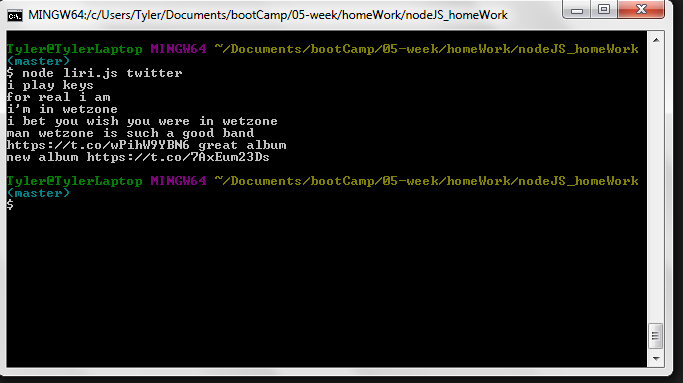 MINGW64:/c/Users/Tyler/Documents/bootCamp/05-week/homeWork/nodeJS_homeWork
Tyler@TylerLaptop MINGW64 ~/Documents/bootCamp/05-week/homeWork/nodeJS_homeWork
(master)
$ node liri.js twitter
i play keys
for real i am
i'm in wetzone
i bet you wish you were in wetzone
man wetzone is such a good band
https://t.co/wPihW9YBN6 great album
new album https://t.co/7AxEum23Ds
Tyler@TylerLaptop MINGW64 ~/Documents/bootCamp/05-week/homeWork/nodeJS_homeWork
(master)
$